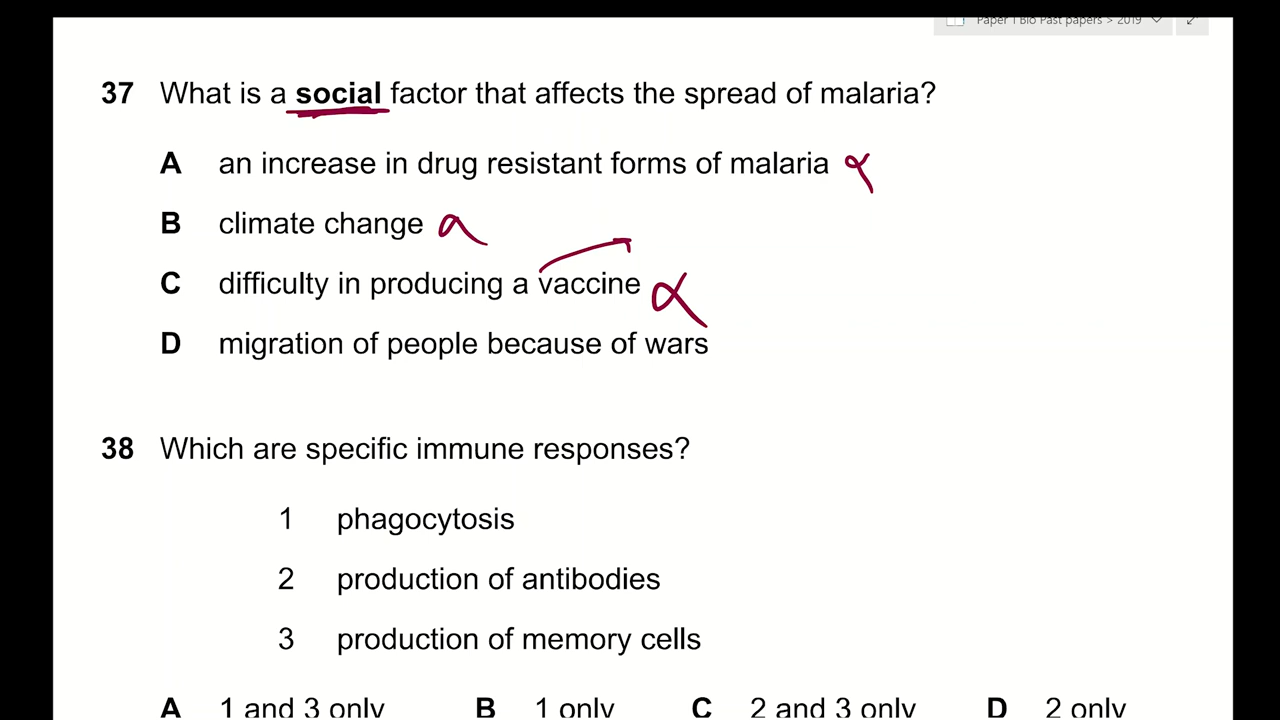 Paper 1 Bio Past papers > 2019
37 What is a social factor that affects the spread of malaria?
A an increase in drug resistant forms of malaria
B climate change
C difficulty in producing a vaccine
D migration of people because of wars
38 Which are specific immune responses?
1 phagocytosis
2 production of antibodies
3 production of memory cells
A 1 and 3 only B 1 only C 2 and 3 only D 2 only